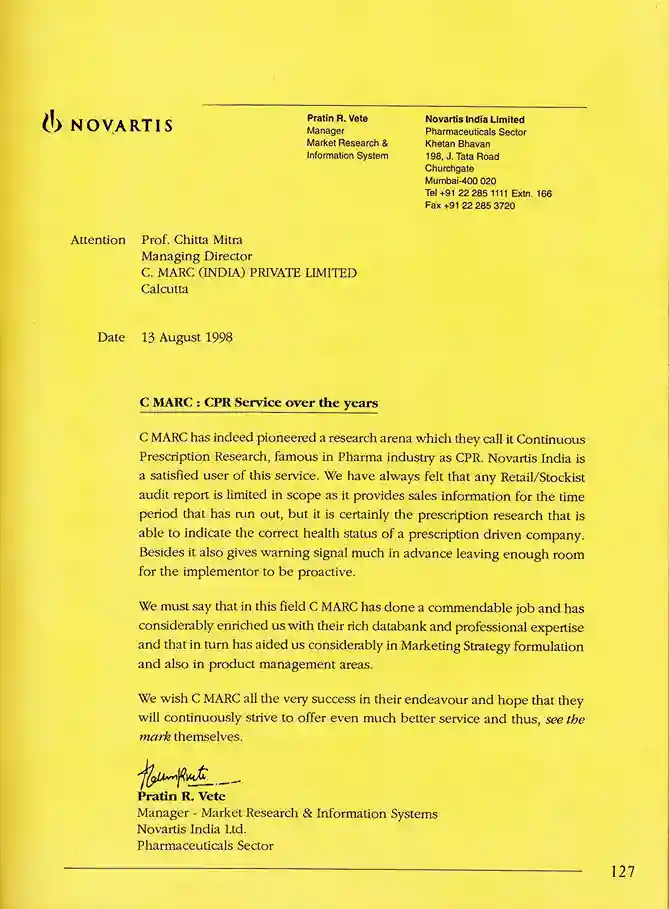 NOVARTIS
Pratin R. Vete
Manager
Market Research &
Information System
Novartis India Limited
Pharmaceuticals Sector
Khetan Bhavan
198, J. Tata Road
Churchgate
Mumbai-400 020
Tel +91 22 285 1111 Extn. 166
Fax +91 22 285 3720
Attention Prof. Chitta Mitra
Managing Director
C. MARC (INDIA) PRIVATE LIMITED
Calcutta
Date 13 August 1998
C MARC : CPR Service over the years
C MARC has indeed pioneered a research arena which they call it Continuous
Prescription Research, famous in Pharma industry as CPR. Novartis India is
a satisfied user of this service. We have always felt that any Retail/Stockist
audit report is limited in scope as it provides sales information for the time
period that has run out, but it is certainly the prescription research that is
able to indicate the correct health status of a prescription driven company.
Besides it also gives warning signal much in advance leaving enough room
for the implementor to be proactive.
We must say that in this field C MARC has done a commendable job and has
considerably enriched us with their rich databank and professional expertise
and that in turn has aided us considerably in Marketing Strategy formulation
and also in product management areas.
We wish C MARC all the very success in their endeavour and hope that they
will continuously strive to offer even much better service and thus, see the
mark themselves.
Pratin R. Vete
Manager - Market Research & Information Systems
Novartis India Ltd.
Pharmaceuticals Sector
127